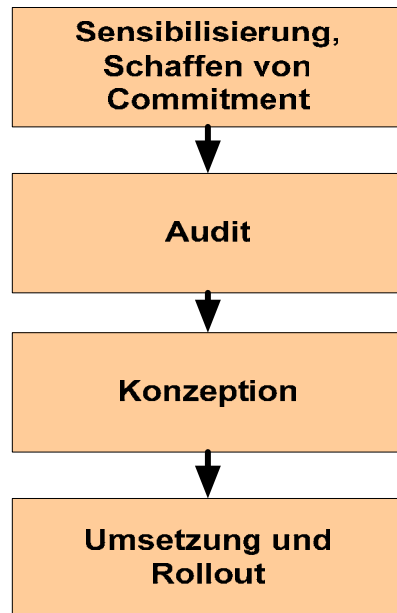 Sensibilisierung,
Schaffen von
Commitment
Audit
Konzeption
Umsetzung und
Rollout